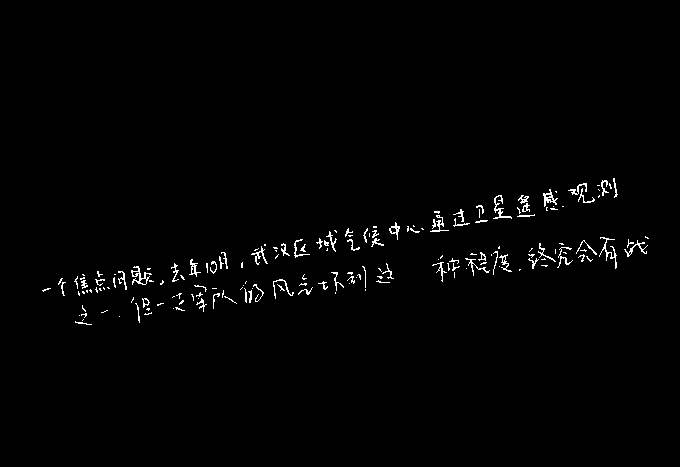 一个焦点问题。去年10月，武汉区域气候中心通过卫星遥感观测
之一。但一支军队的风气坏到这一种程度，终究会有战